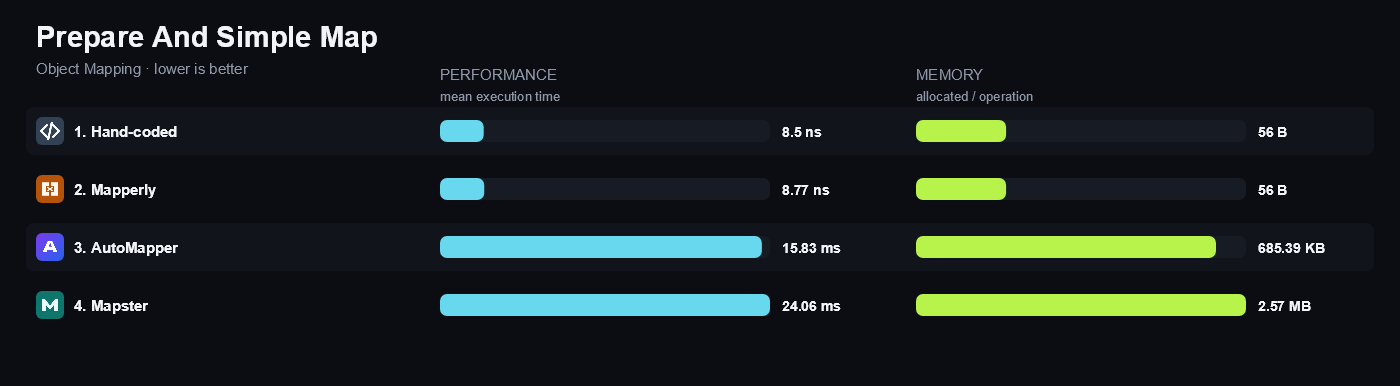 Prepare And Simple Map
Object Mapping · lower is better
PERFORMANCE
mean execution time
MEMORY
allocated / operation
1. Hand-coded
8.5 ns
56 B
2. Mapperly
8.77 ns
56 B
A
3. AutoMapper
15.83 ms
685.39 KB
M
4. Mapster
24.06 ms
2.57 MB